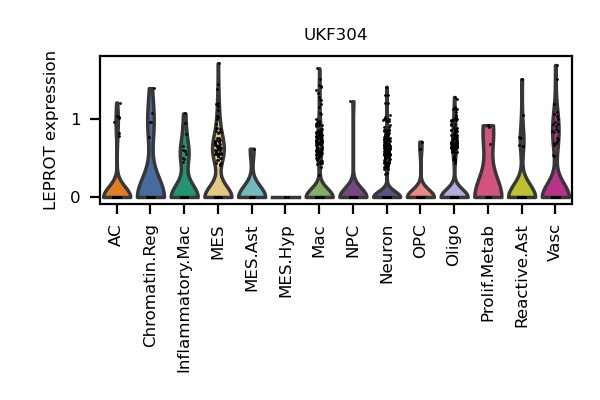 UKF304
LEPROT expression
1
0
AC
Chromatin.Reg
Inflammatory.Mac
MES
MES.Ast
MES.Hyp
Mac
NPC
Neuron
OPC
Oligo
Prolif.Metab
Reactive.Ast
Vasc